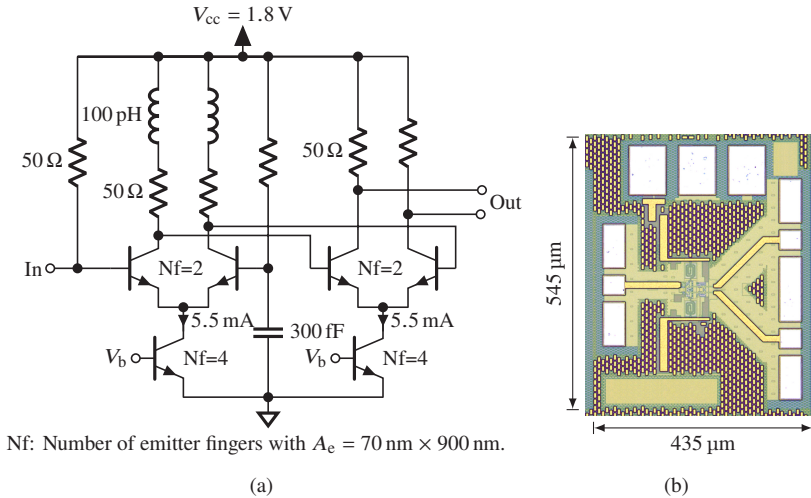 V_cc = 1.8 V
100 pH
50 Ω
50 Ω
50 Ω
Out
In
Nf=2
Nf=2
5.5 mA
5.5 mA
300 fF
V_b
Nf=4
V_b
Nf=4
Nf: Number of emitter fingers with A_e = 70 nm × 900 nm.
(a)
545 µm
435 µm
(b)